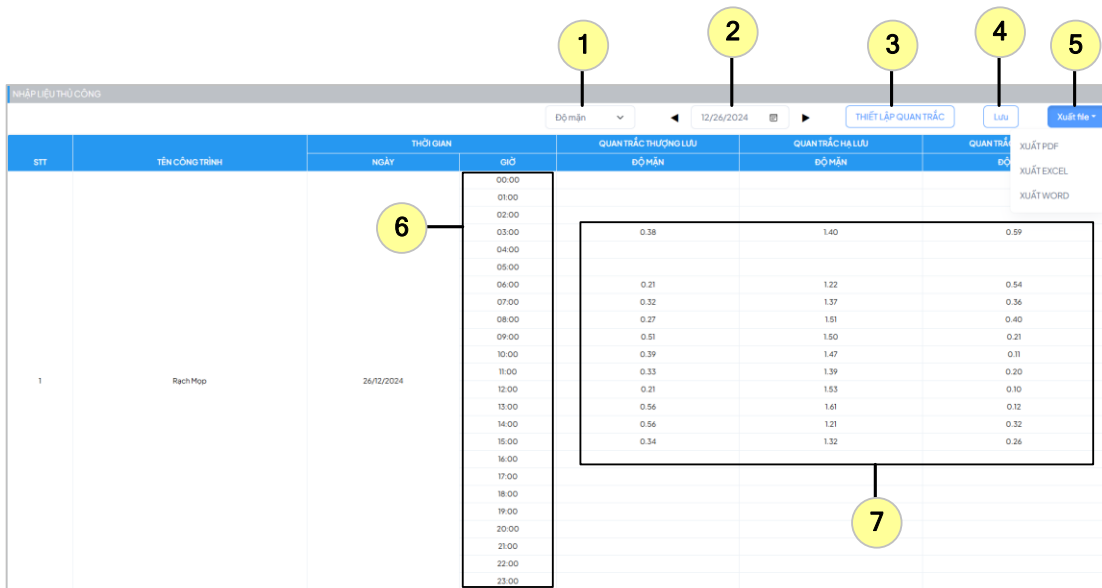 1 2 3 4 5
NHẬP LIỆU THỦ CÔNG
Độ mặn 12/26/2024 THIẾT LẬP QUAN TRẮC Lưu Xuất file
STT TÊN CÔNG TRÌNH THỜI GIAN QUAN TRẮC THƯỢNG LƯU QUAN TRẮC HẠ LƯU QUAN
NGÀY GIỜ ĐỘ MẶN ĐỘ MẶN
XUẤT PDF
XUẤT EXCEL
XUẤT WORD
00:00
01:00
02:00
6
03:00 0.38 1.40 0.59
04:00
05:00
06:00 0.21 1.22 0.54
07:00 0.32 1.37 0.36
08:00 0.27 1.51 0.40
09:00 0.51 1.50 0.21
10:00 0.39 1.47 0.11
11:00 0.33 1.39 0.20
1 Rạch Mọp 26/12/2024
12:00 0.21 1.53 0.10
13:00 0.56 1.61 0.12
14:00 0.56 1.21 0.32
15:00 0.34 1.32 0.26
16:00
17:00
18:00
7
19:00
20:00
21:00
22:00
23:00